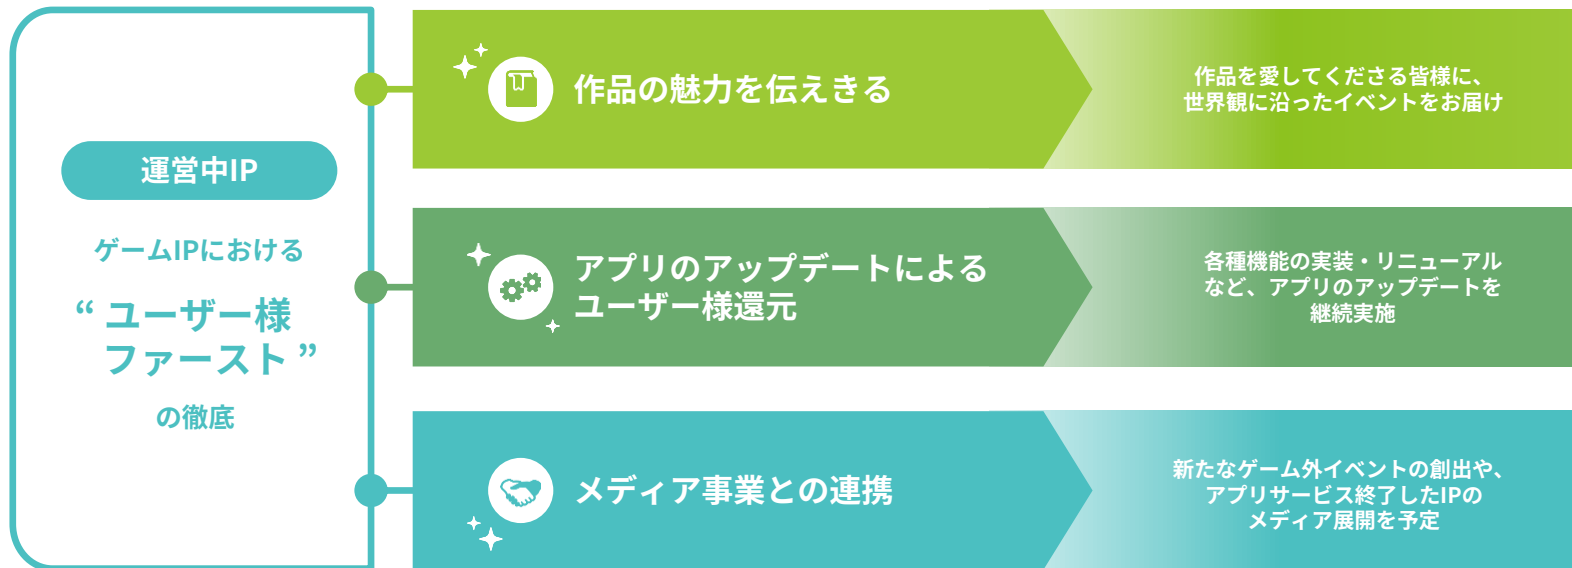 運営中IP
ゲームIPにおける
“ ユーザー様
ファースト ”
の徹底
作品の魅力を伝えきる
作品を愛してくださる皆様に、
世界観に沿ったイベントをお届け
アプリのアップデートによる
ユーザー様還元
各種機能の実装・リニューアル
など、アプリのアップデートを
継続実施
メディア事業との連携
新たなゲーム外イベントの創出や、
アプリサービス終了したIPの
メディア展開を予定